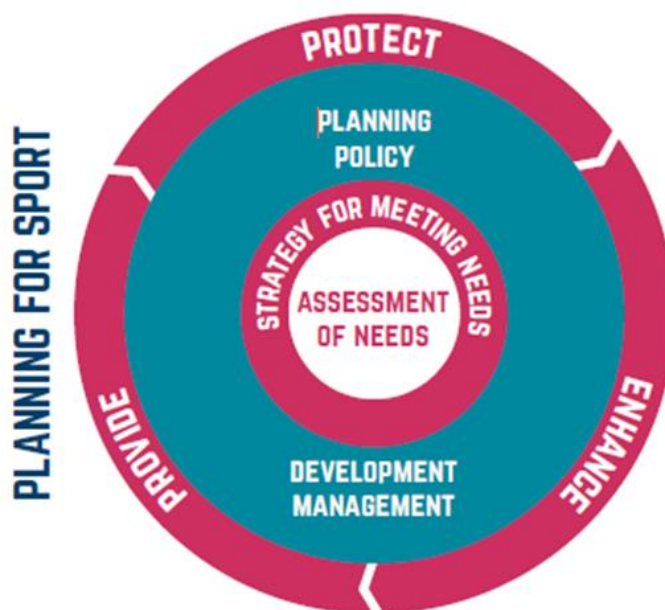 PLANNING FOR SPORT
PROTECT
PLANNING
POLICY
STRATEGY FOR MEETING NEEDS
ASSESSMENT
OF NEEDS
DEVELOPMENT
MANAGEMENT
PROVIDE
ENHANCE